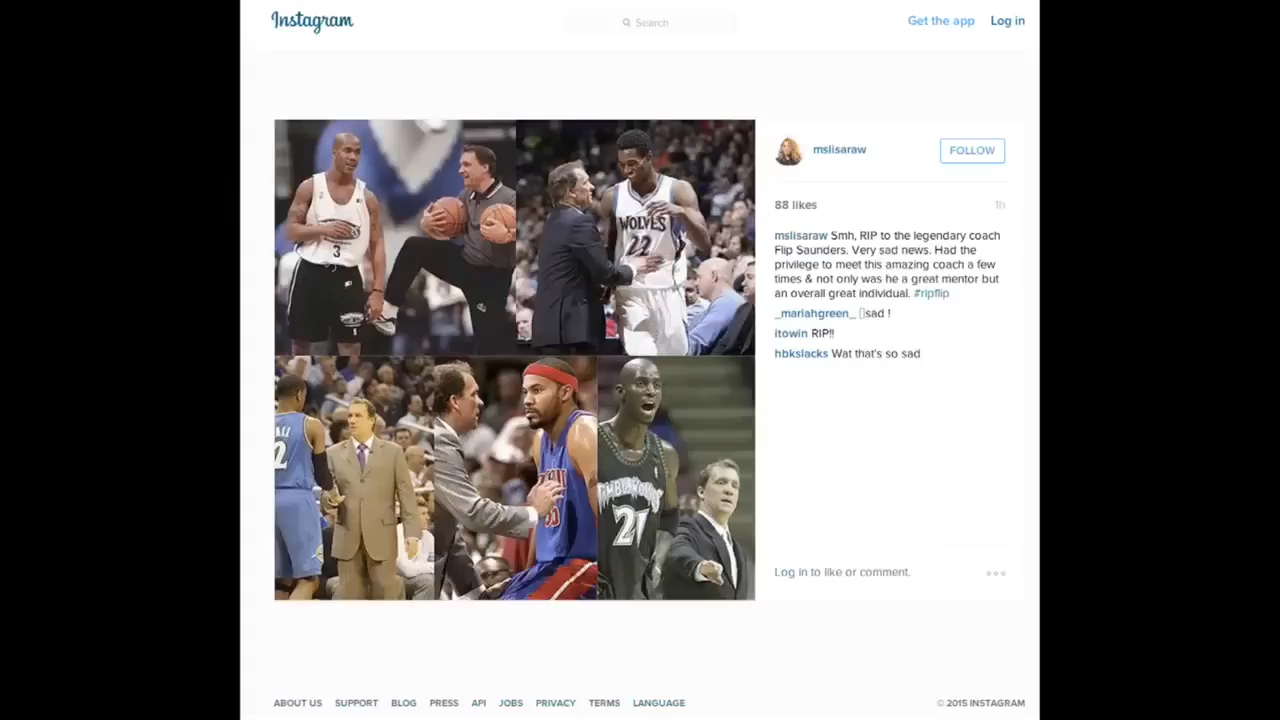 Instagram
Search
Get the app
Log in
mslisaraw
FOLLOW
88 likes
1h
mslisaraw Smh, RIP to the legendary coach
Flip Saunders. Very sad news. Had the
privilege to meet this amazing coach a few
times & not only was he a great mentor but
an overall great individual. #ripflip
_mariahgreen_ sad !
itowin RIP!!
hbkslacks Wat that's so sad
Log in to like or comment.
3
WOLVES
22
2
21
ABOUT US
SUPPORT
BLOG
PRESS
API
JOBS
PRIVACY
TERMS
LANGUAGE
© 2015 INSTAGRAM